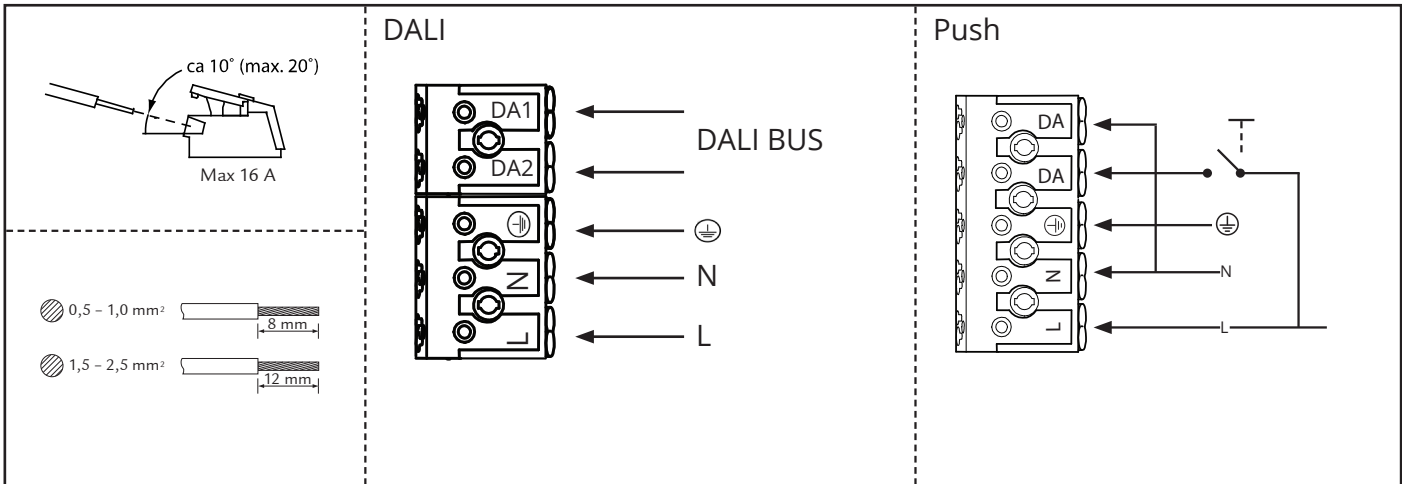 ca 10° (max. 20°)
Max 16 A
0,5 – 1,0 mm²
8 mm
1,5 – 2,5 mm²
12 mm
DALI
DA1
DA2
N
L
DALI BUS
N
L
Push
DA
DA
N
L
N
L